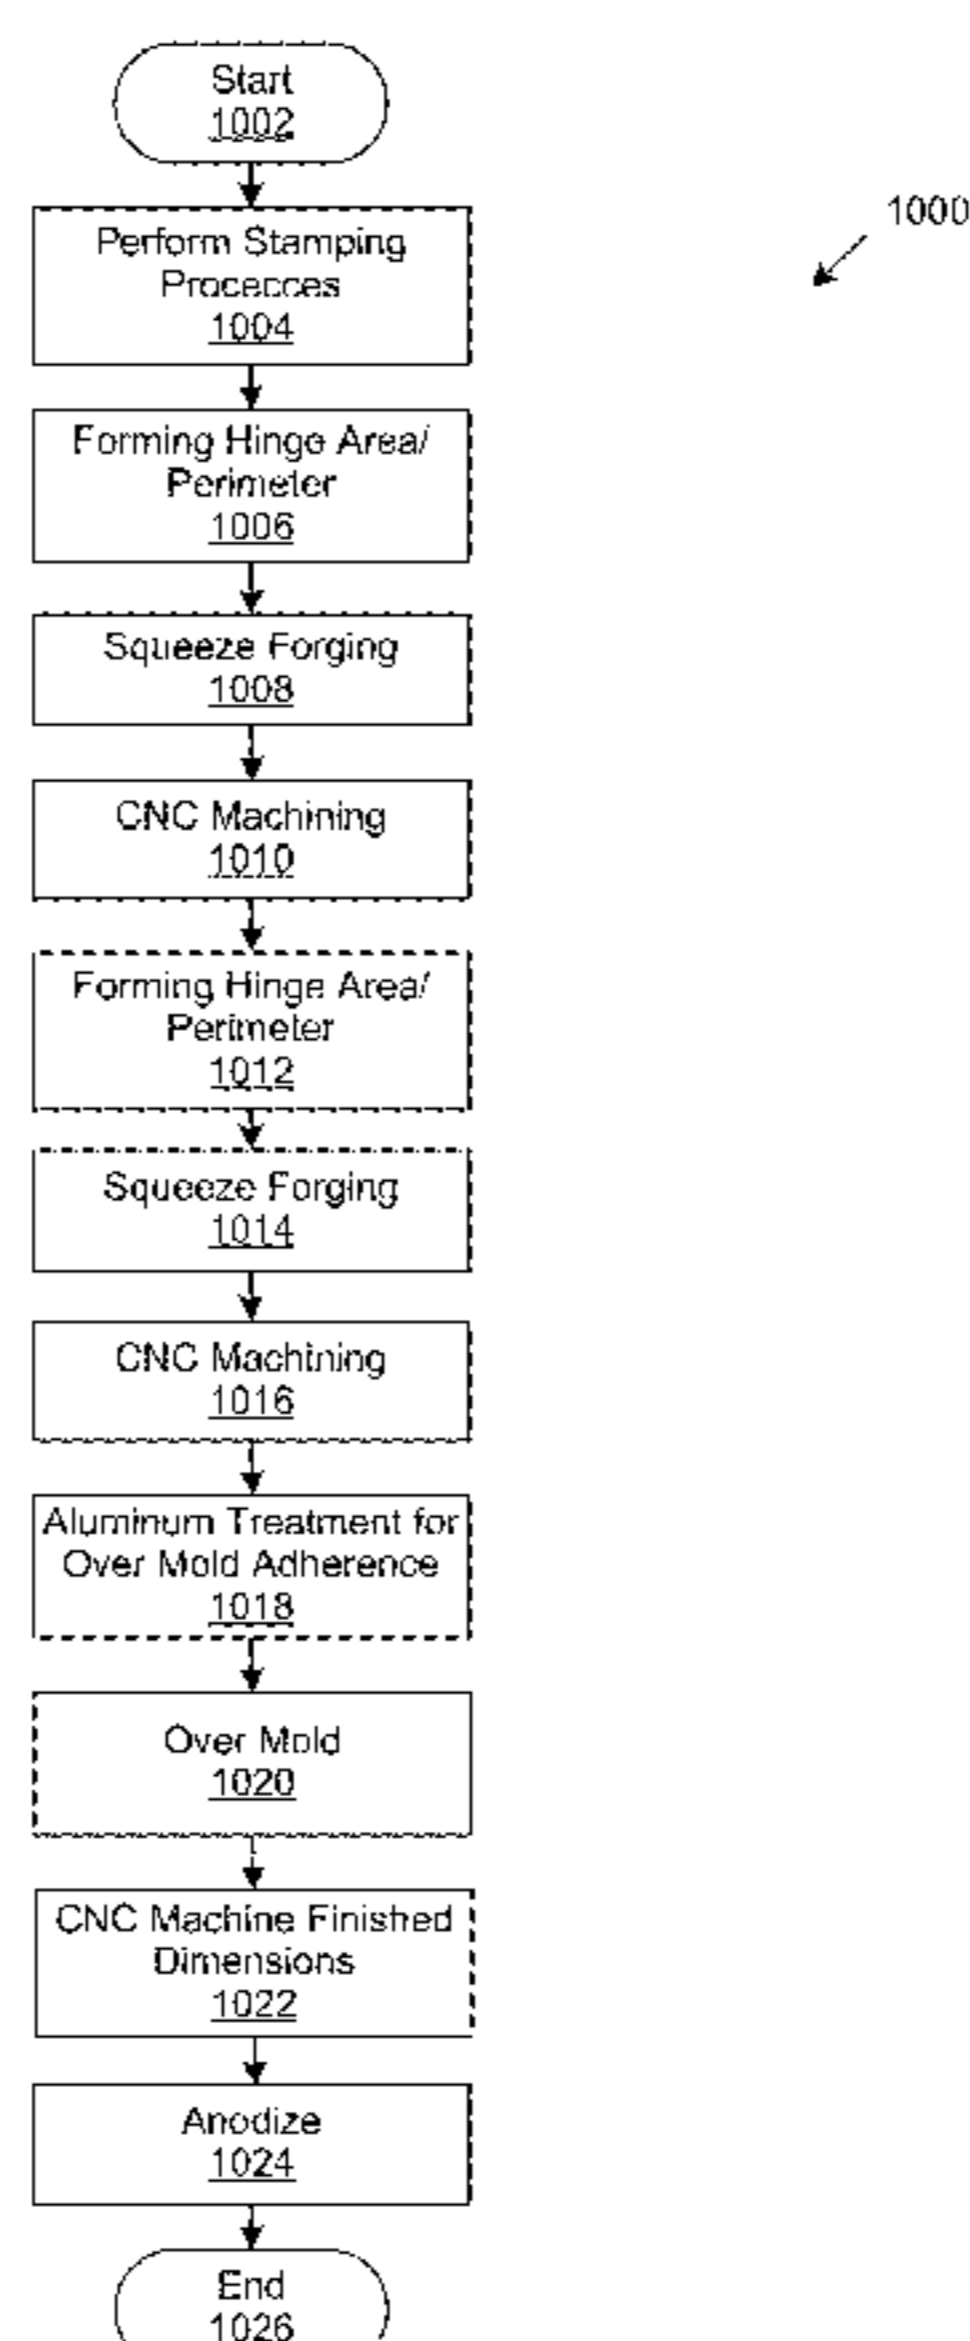 Start
1002
1000
Perform Stamping
Processes
1004
Forming Hinge Area/
Perimeter
1006
Squeeze Forging
1008
CNC Machining
1010
Forming Hinge Area/
Perimeter
1012
Squeeze Forging
1014
CNC Machining
1016
Aluminum Treatment for
Over Mold Adherence
1018
Over Mold
1020
CNC Machine Finished
Dimensions
1022
Anodize
1024
End
1026